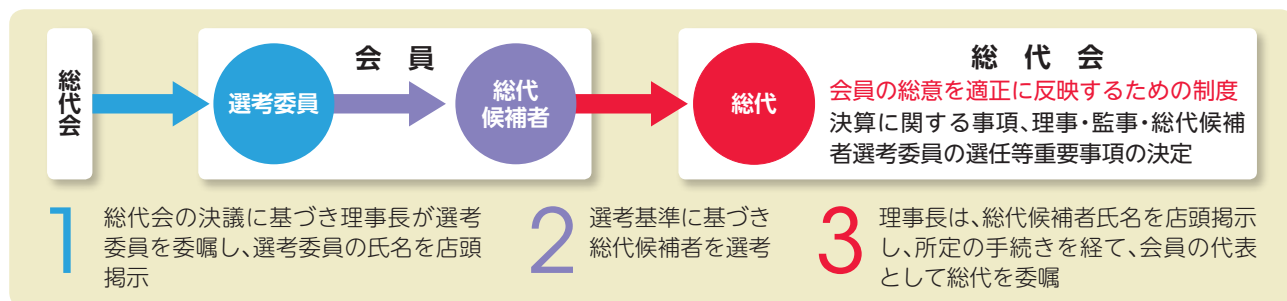 総代会
会員
選考委員
総代
候補者
総代
総代会
会員の総意を適正に反映するための制度
決算に関する事項、理事・監事・総代候補
者選考委員の選任等重要事項の決定
1
総代会の決議に基づき理事長が選考
委員を委嘱し、選考委員の氏名を店頭
掲示
2
選考基準に基づき
総代候補者を選考
3
理事長は、総代候補者氏名を店頭掲示
し、所定の手続きを経て、会員の代表
として総代を委嘱